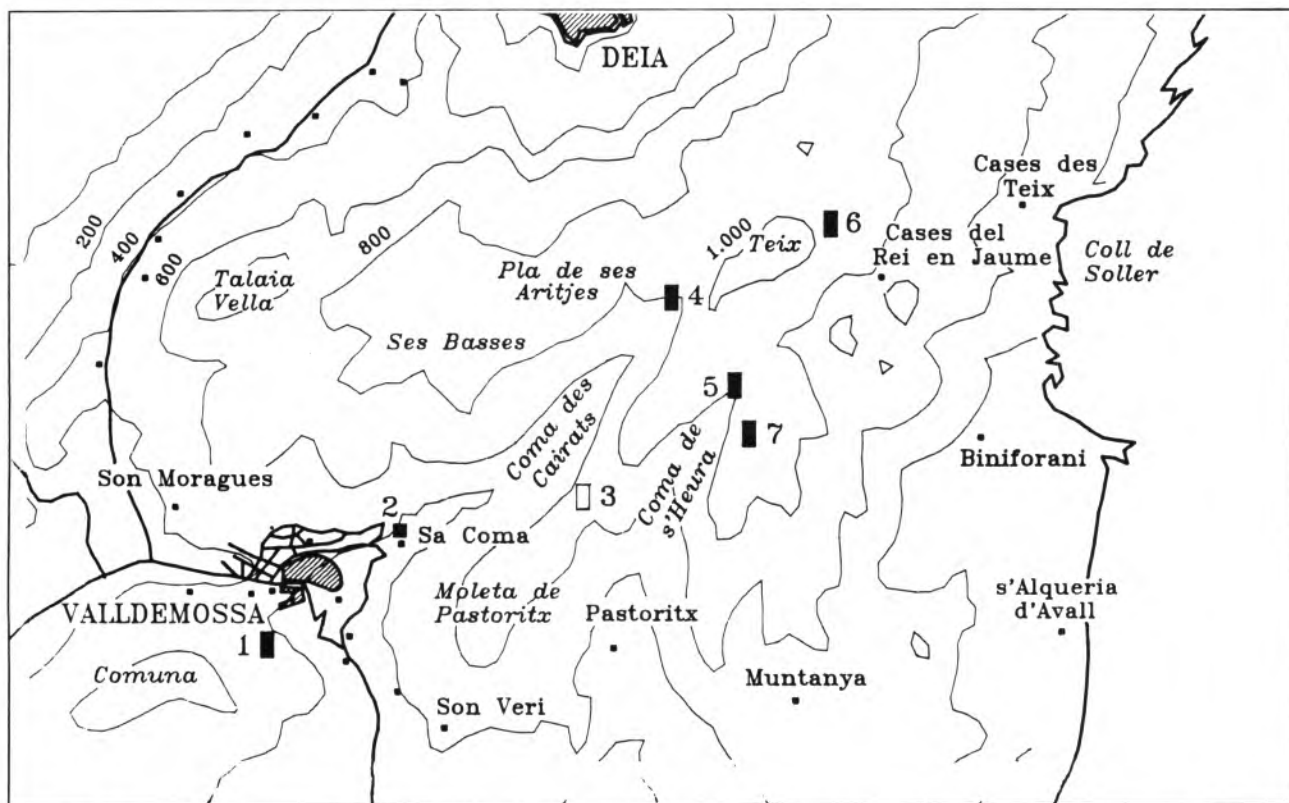 DEIA
Cases des
Teix
200
400
600
800
1.000
Teix
6
Cases del
Rei en Jaume
Coll de
Soller
Talaia
Vella
Pla de ses
Aritjes
4
Ses Basses
5
7
Coma des
Cairats
Coma de
s'Heura
Biniforani
Son Moragues
2
3
Sa Coma
Moleta de
Pastoritx
Pastoritx
s'Alqueria
d'Avall
VALLDEMOSSA
1
Comuna
Muntanya
Son Veri